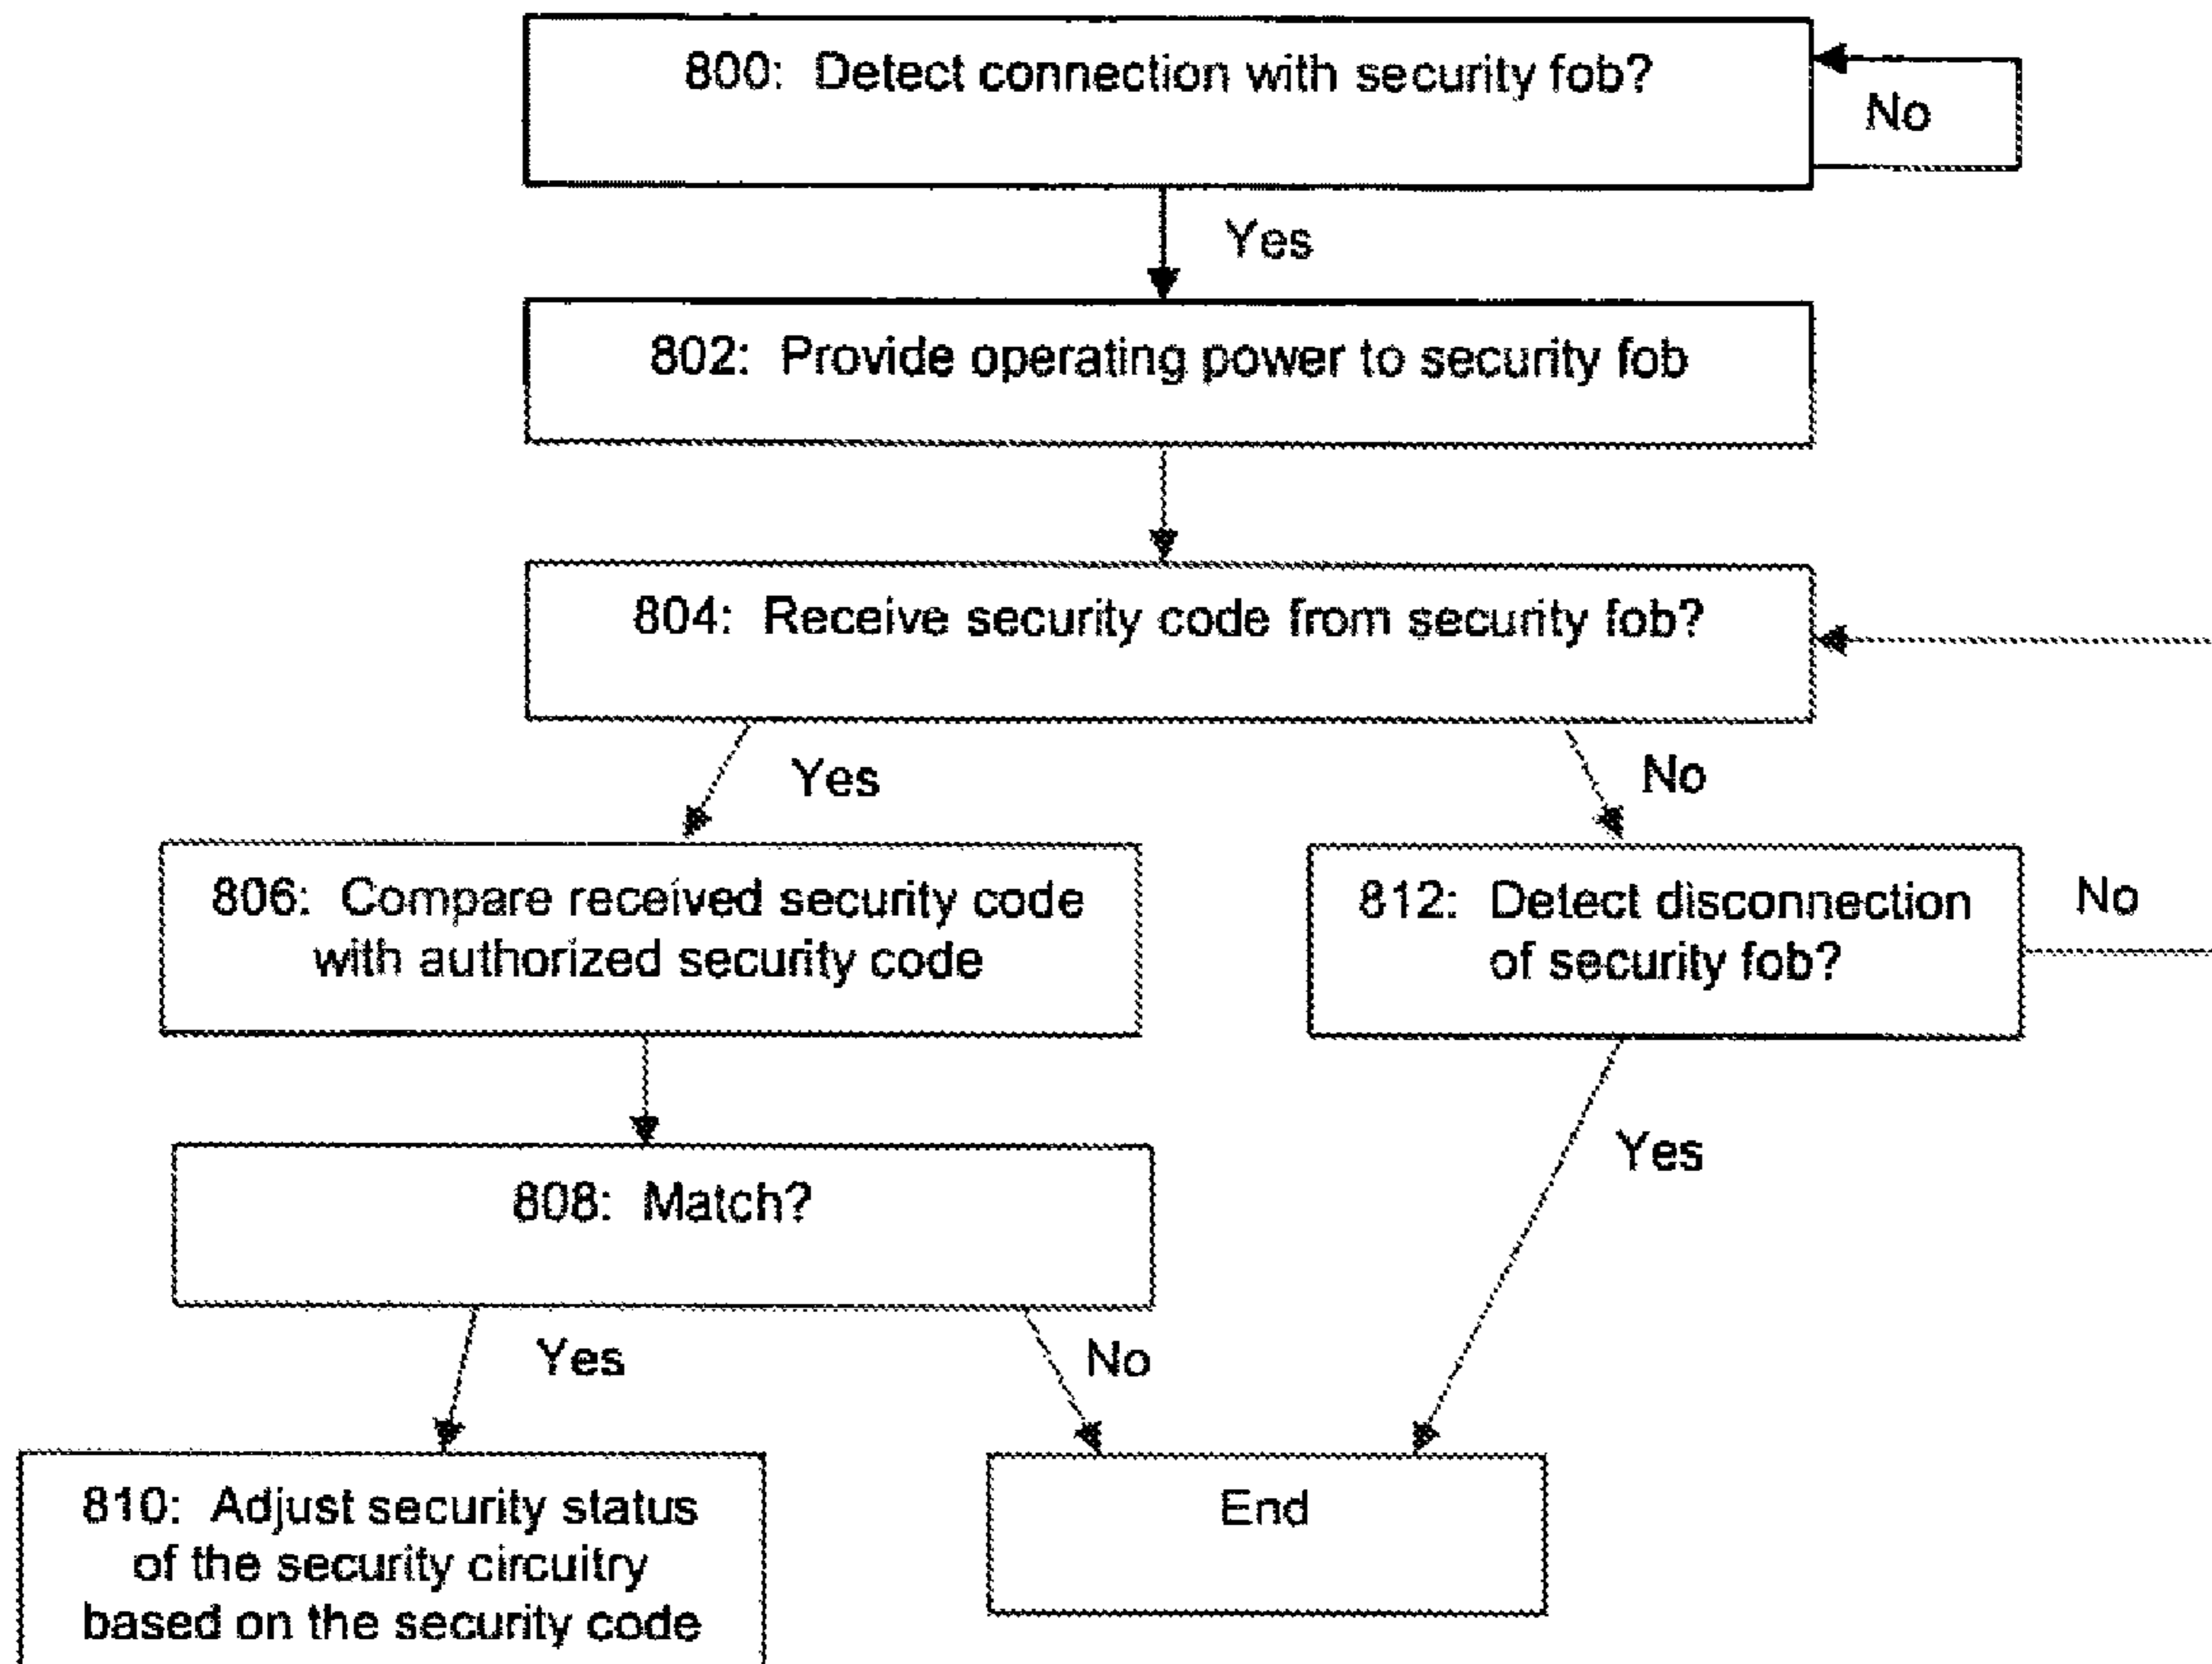 800: Detect connection with security fob?
No
Yes
802: Provide operating power to security fob
804: Receive security code from security fob?
Yes
No
806: Compare received security code
with authorized security code
812: Detect disconnection
of security fob?
No
808: Match?
Yes
Yes
No
810: Adjust security status
of the security circuitry
based on the security code
End